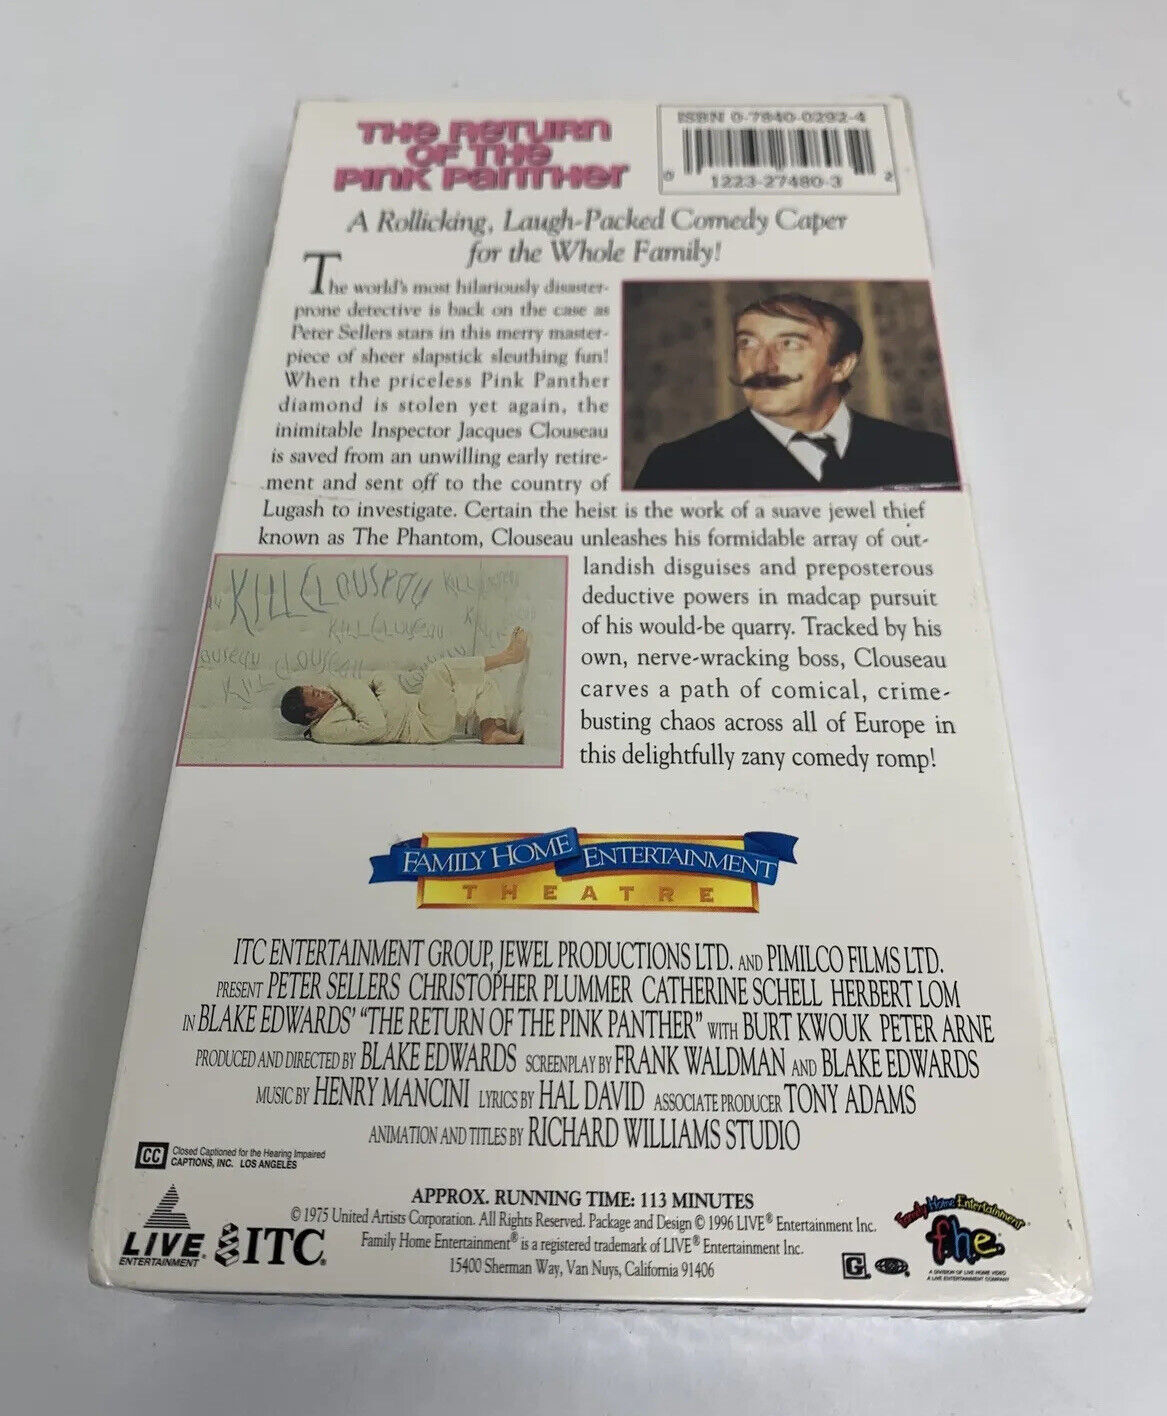 THE RETURN
OF THE
PINK PANTHER
ISBN 0-7840-0292-4
0 1223-27480-3 2
A Rollicking, Laugh-Packed Comedy Caper
for the Whole Family!
The world's most hilariously disaster-
prone detective is back on the case as
Peter Sellers stars in this merry master-
piece of sheer slapstick sleuthing fun!
When the priceless Pink Panther
diamond is stolen yet again, the
inimitable Inspector Jacques Clouseau
is saved from an unwilling early retire-
ment and sent off to the country of
Lugash to investigate. Certain the heist is the work of a suave jewel thief
known as The Phantom, Clouseau unleashes his formidable array of out-
landish disguises and preposterous
deductive powers in madcap pursuit
of his would-be quarry. Tracked by his
own, nerve-wracking boss, Clouseau
carves a path of comical, crime-
busting chaos across all of Europe in
this delightfully zany comedy romp!
KILL CLOUSEAU KILL
KILL CLOUSEAU
CLOUSEAU
KILL
FAMILY HOME ENTERTAINMENT
THEATRE
ITC ENTERTAINMENT GROUP, JEWEL PRODUCTIONS LTD. AND PIMILCO FILMS LTD.
PRESENT PETER SELLERS CHRISTOPHER PLUMMER CATHERINE SCHELL HERBERT LOM
IN BLAKE EDWARDS' "THE RETURN OF THE PINK PANTHER" WITH BURT KWOUK PETER ARNE
PRODUCED AND DIRECTED BY BLAKE EDWARDS SCREENPLAY BY FRANK WALDMAN AND BLAKE EDWARDS
MUSIC BY HENRY MANCINI LYRICS BY HAL DAVID ASSOCIATE PRODUCER TONY ADAMS
ANIMATION AND TITLES BY RICHARD WILLIAMS STUDIO
CC Closed Captioned for the Hearing Impaired
CAPTIONS, INC. LOS ANGELES
APPROX. RUNNING TIME: 113 MINUTES
© 1975 United Artists Corporation. All Rights Reserved. Package and Design © 1996 LIVE® Entertainment Inc.
Family Home Entertainment® is a registered trademark of LIVE® Entertainment Inc.
15400 Sherman Way, Van Nuys, California 91406
LIVE®
ENTERTAINMENT
ITC®
G
Family Home Entertainment
f.h.e.
A DIVISION OF LIVE HOME VIDEO
A LIVE ENTERTAINMENT COMPANY